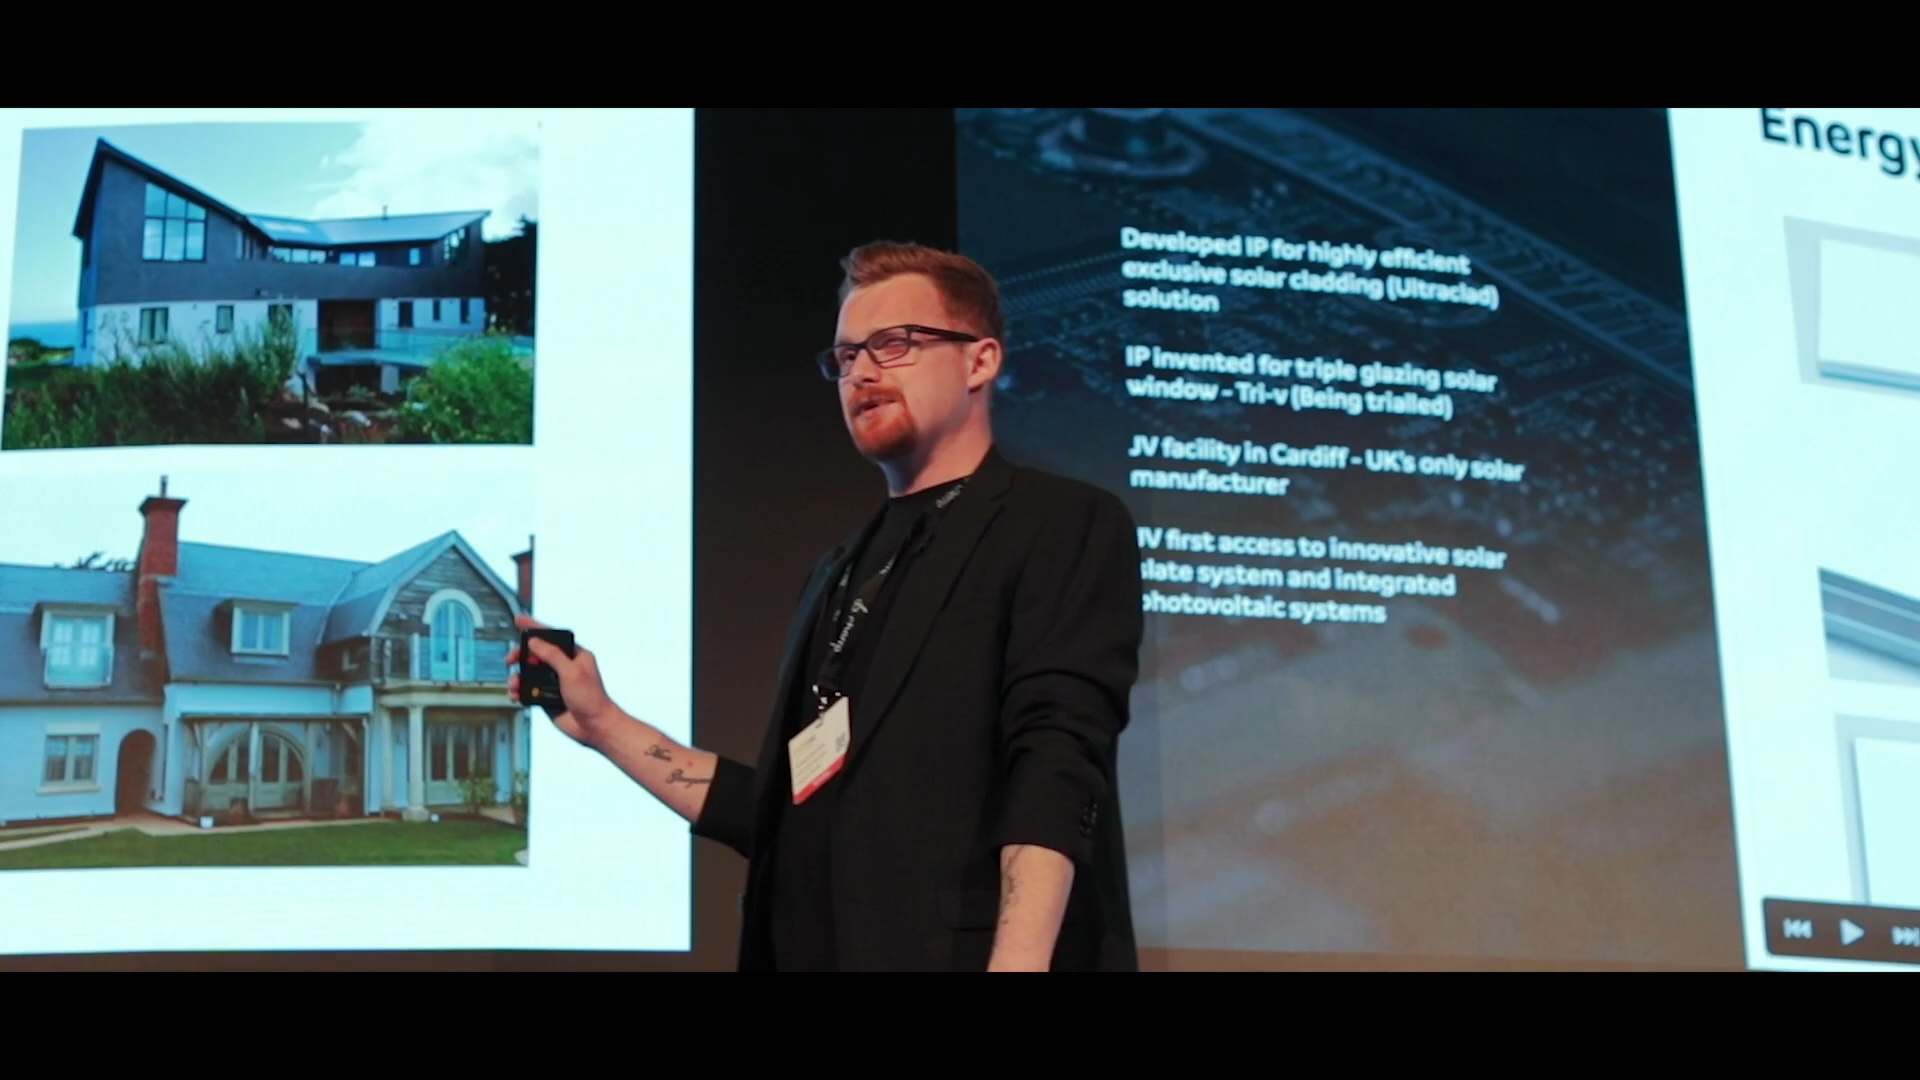 Energy
Developed IP for highly efficient
exclusive solar cladding (Ultraclad)
solution
IP invented for triple glazing solar
window - Tri-v (Being trialled)
JV facility in Cardiff - UK's only solar
manufacturer
JV first access to innovative solar
slate system and integrated
photovoltaic systems